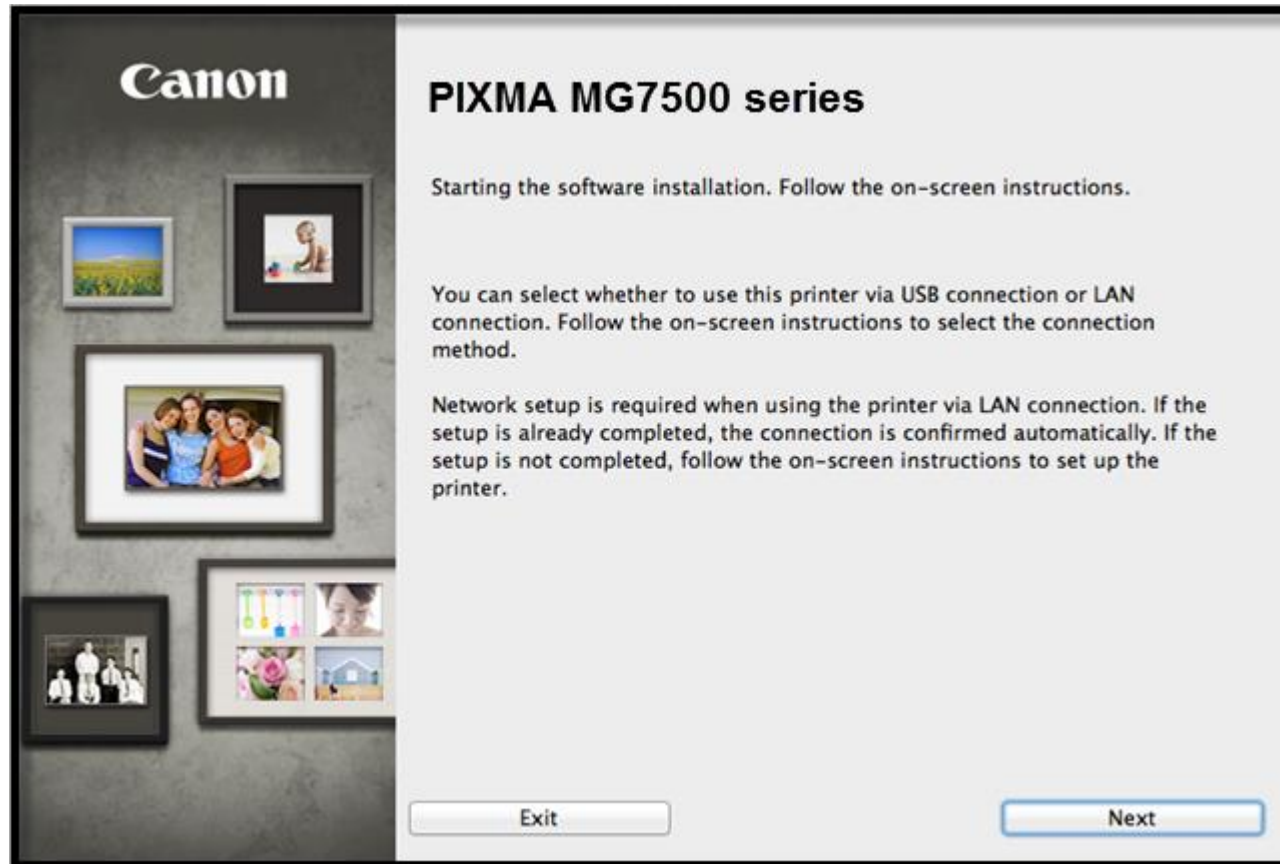 Canon
PIXMA MG7500 series
Starting the software installation. Follow the on-screen instructions.
You can select whether to use this printer via USB connection or LAN
connection. Follow the on-screen instructions to select the connection
method.
Network setup is required when using the printer via LAN connection. If the
setup is already completed, the connection is confirmed automatically. If the
setup is not completed, follow the on-screen instructions to set up the
printer.
Exit
Next